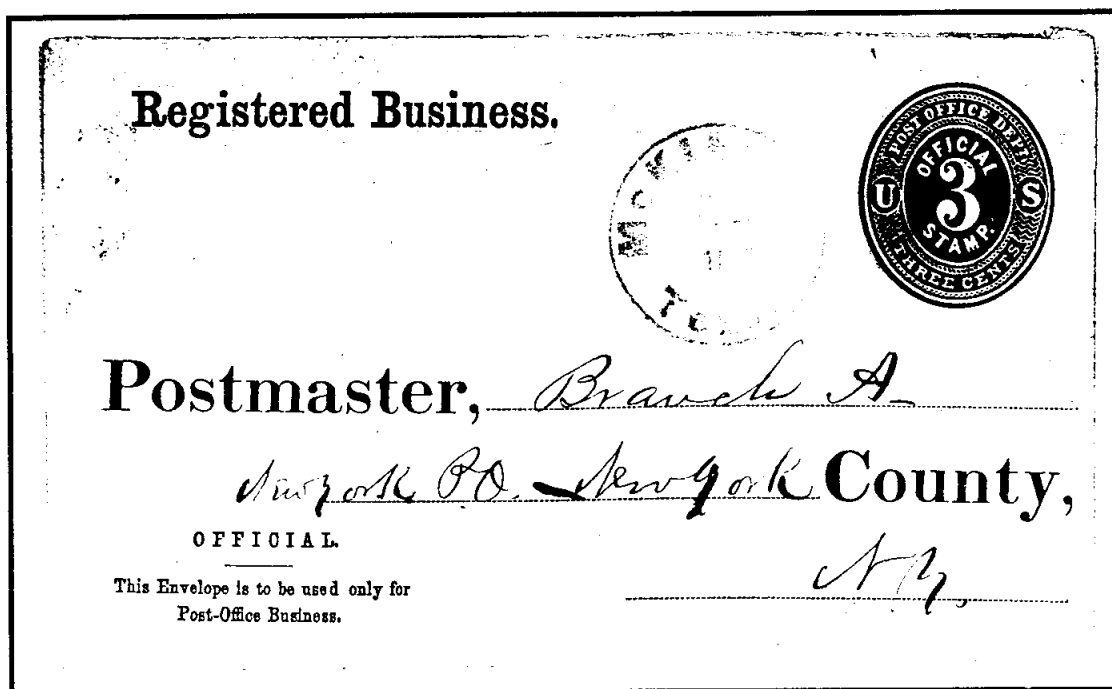 Registered Business.
POST OFFICE DEPT.
OFFICIAL
U 3 S
STAMP.
THREE CENTS
Postmaster, Branch A
New York P.O. New York County,
OFFICIAL.
N.Y.
This Envelope is to be used only for
Post-Office Business.